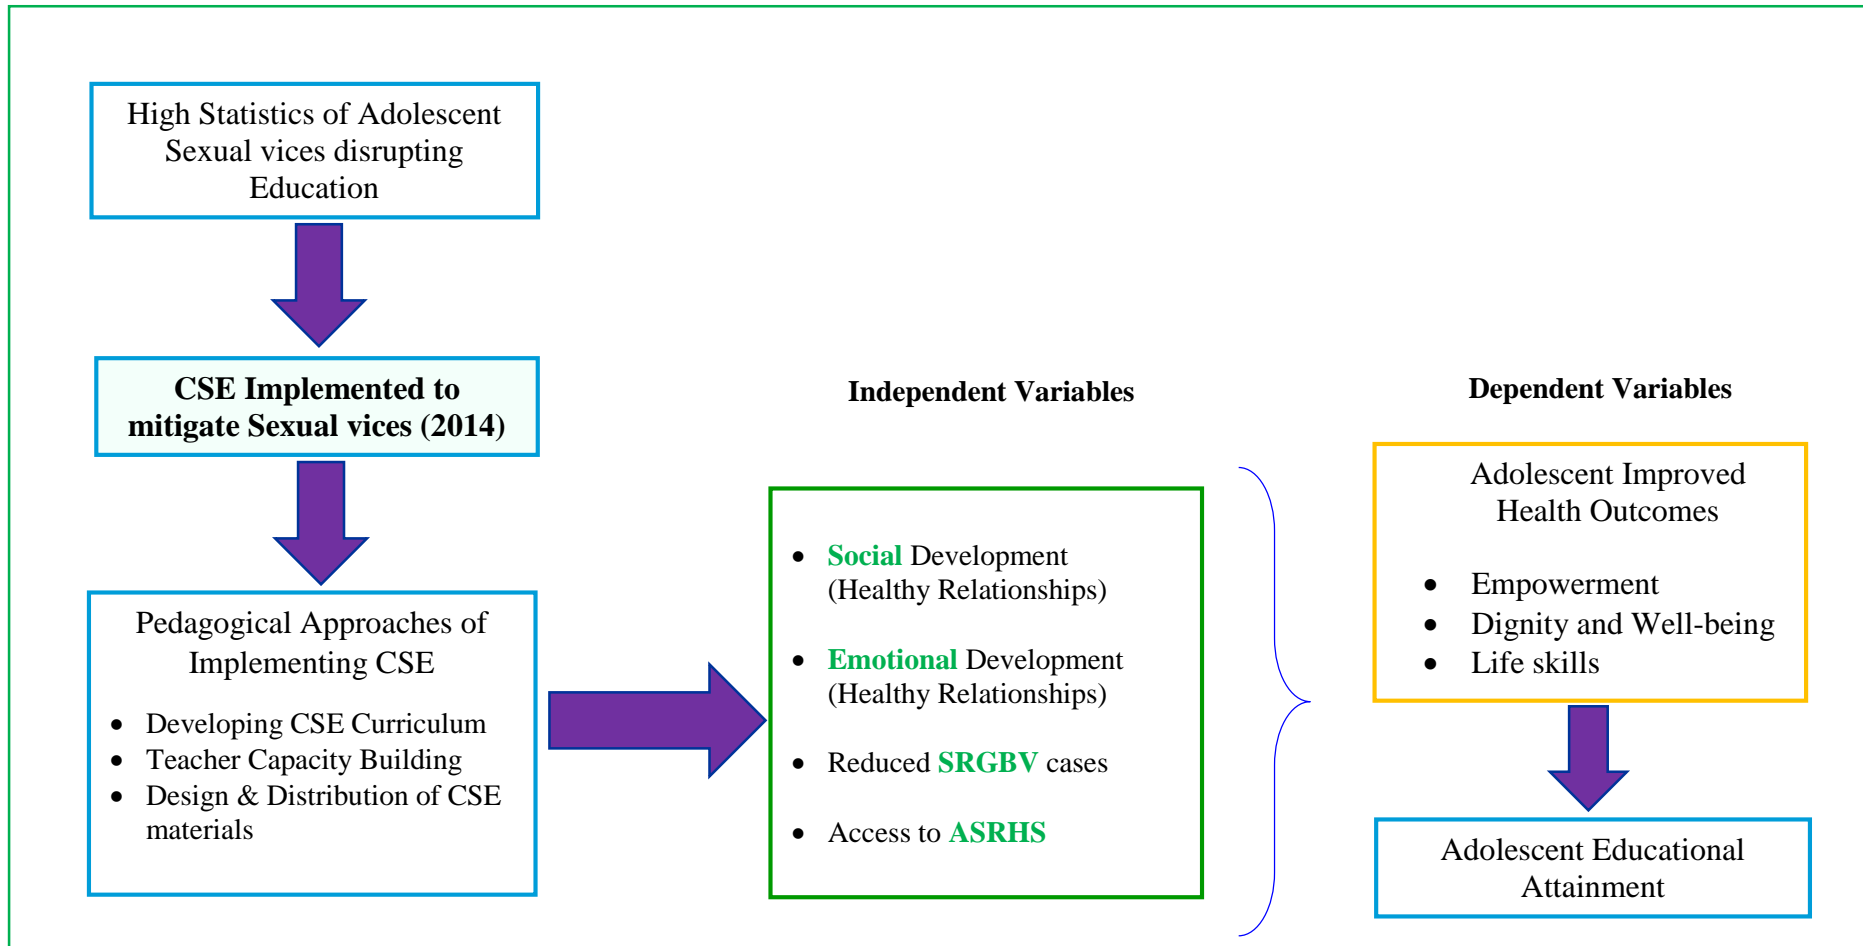 High Statistics of Adolescent
Sexual vices disrupting
Education
CSE Implemented to
mitigate Sexual vices (2014)
Pedagogical Approaches of
Implementing CSE
• Developing CSE Curriculum
• Teacher Capacity Building
• Design & Distribution of CSE
materials
Independent Variables
• Social Development
(Healthy Relationships)
• Emotional Development
(Healthy Relationships)
• Reduced SRGBV cases
• Access to ASRHS
Dependent Variables
Adolescent Improved
Health Outcomes
• Empowerment
• Dignity and Well-being
• Life skills
Adolescent Educational
Attainment